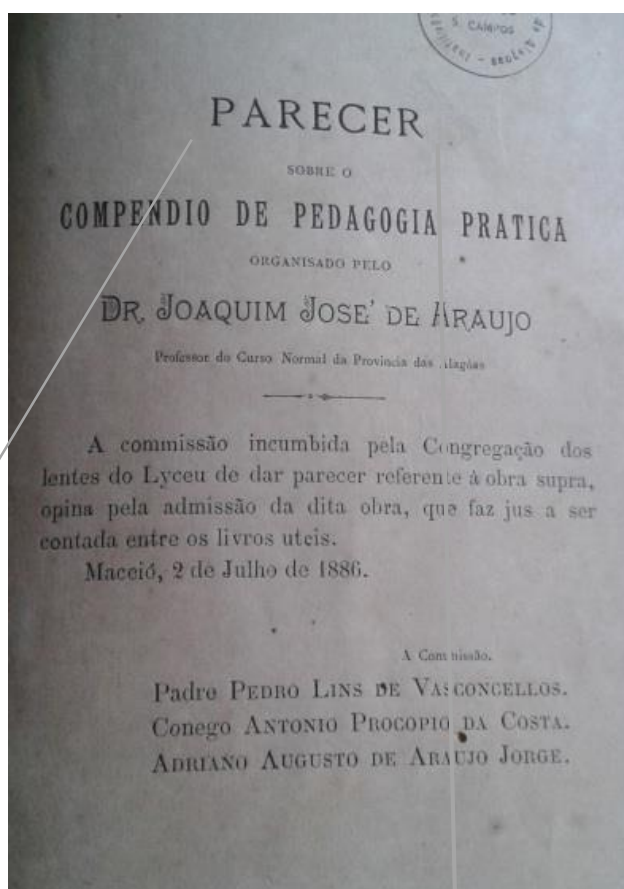 S. CAMPOS
PARECER
SOBRE O
COMPENDIO DE PEDAGOGIA PRATICA
ORGANISADO PELO
DR. JOAQUIM JOSE' DE ARAUJO
Professor do Curso Normal da Provincia das Alagôas
A commissão incumbida pela Congregação dos
lentes do Lyceu de dar parecer referente á obra supra,
opina pela admissão da dita obra, que faz jus a ser
contada entre os livros uteis.
Maceió, 2 de Julho de 1886.
A Commissão.
Padre PEDRO LINS DE VASCONCELLOS.
Conego ANTONIO PROCOPIO DA COSTA.
ADRIANO AUGUSTO DE ARAUJO JORGE.